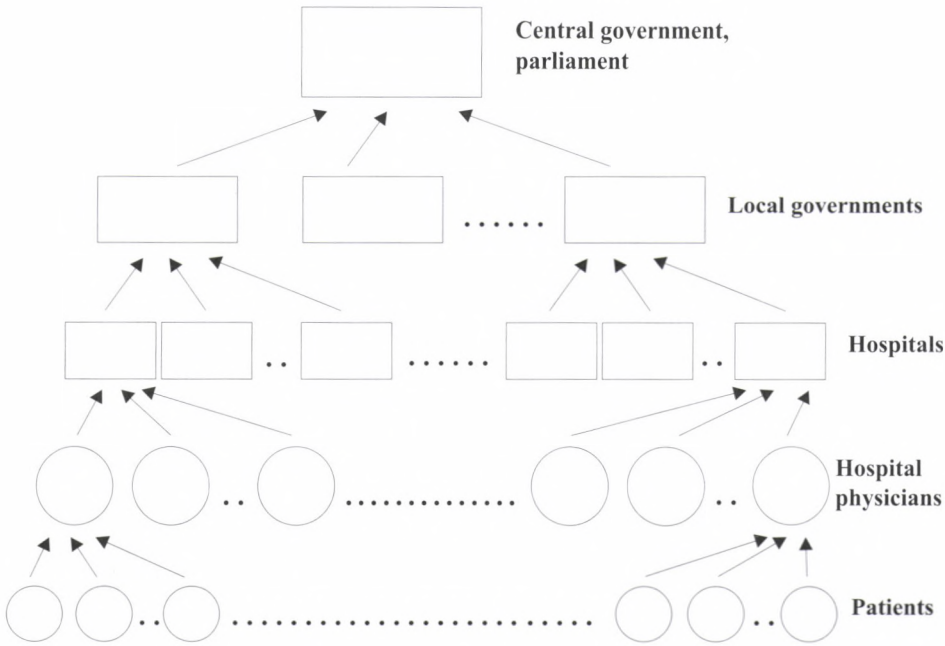 Central government,
parliament
Local governments
Hospitals
Hospital
physicians
Patients